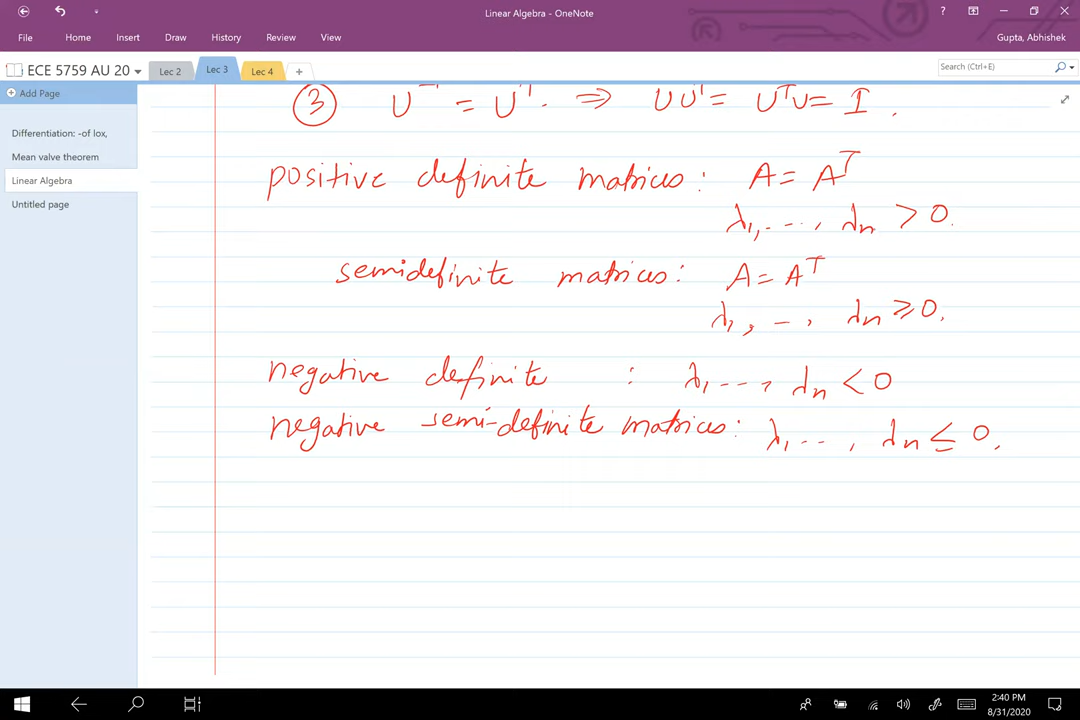 Linear Algebra - OneNote
?
File Home Insert Draw History Review View
Gupta, Abhishek
ECE 5759 AU 20
Lec 2 Lec 3 Lec 4 +
Search (Ctrl+E)
Add Page
Differentiation: -of lox,
Mean valve theorem
Linear Algebra
Untitled page
③ U⁻¹ = Uᵀ. ⇒ UUᵀ = UᵀU = I.
positive definite matrices: A = Aᵀ
λ1, ..., λn > 0.
semidefinite matrices: A = Aᵀ
λ1, ..., λn ≥ 0.
negative definite : λ1 ..., λn < 0
negative semi-definite matrices: λ1 ..., λn ≤ 0.
2:40 PM
8/31/2020